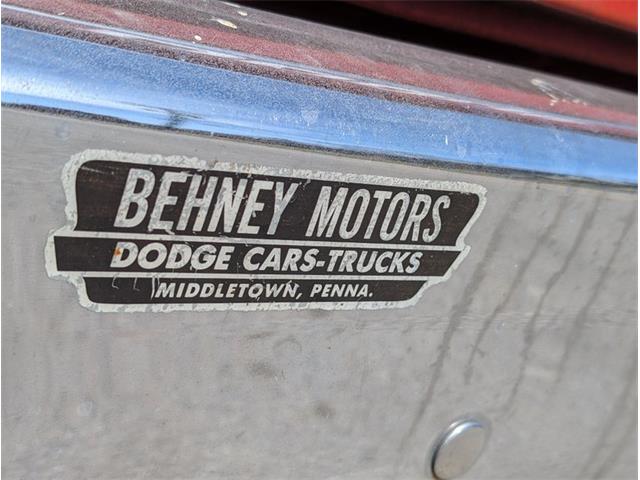 BEHNEY MOTORS
DODGE CARS-TRUCKS
MIDDLETOWN, PENNA.